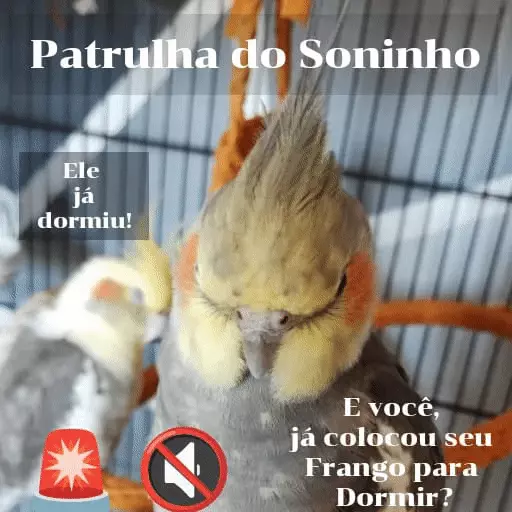 Patrulha do Soninho
Ele
já
dormiu!
E você,
já colocou seu
Frango para
Dormir?